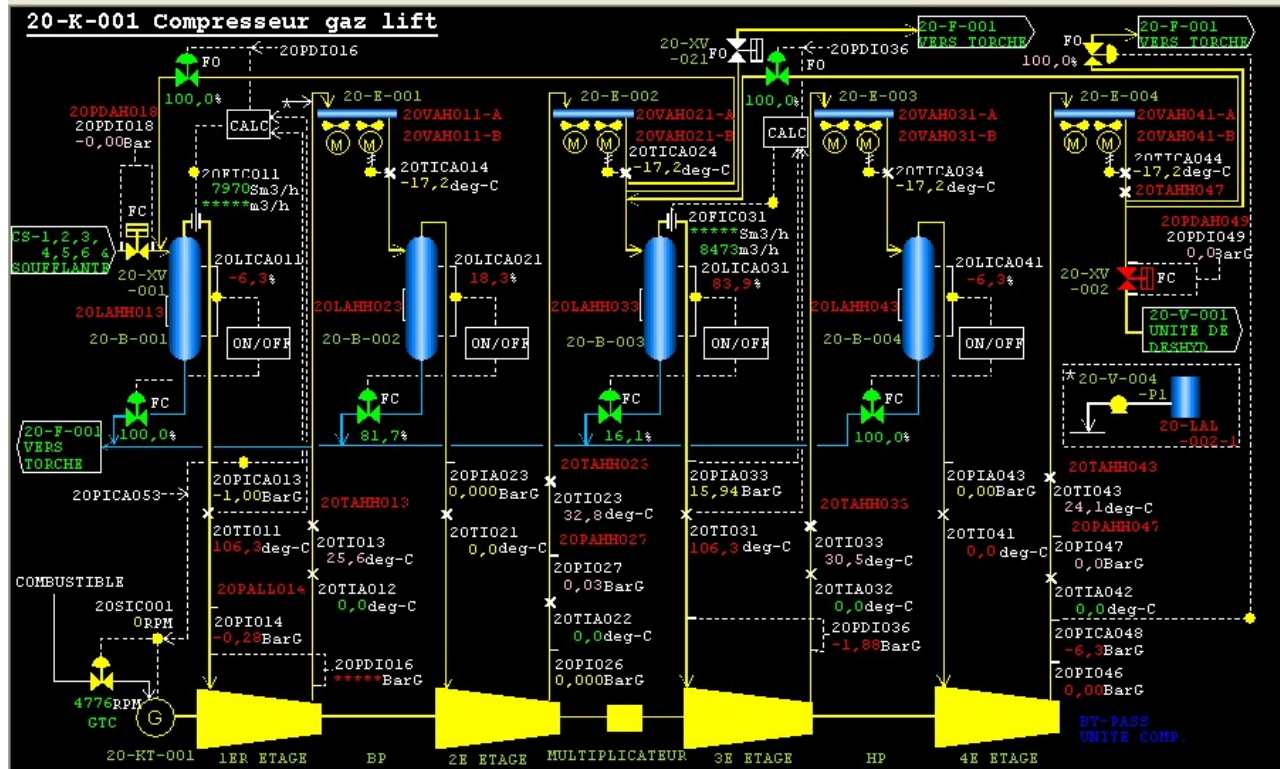 20-K-001 Compresseur gaz lift
20PDI016
FO
100,0%
20PDAH018
20PDI018
-0,00Bar
CALC
20FIC011
7970Sm3/h
*****m3/h
FC
CS-1,2,3,
4,5,6 &
SOUFFLANTE
20-XV
-001
20LICA011
-6,3%
20LAHH013
20-B-001
ON/OFF
FC
100,0%
20-F-001
VERS
TORCHE
20-E-001
20VAH011-A
20VAH011-B
M
M
20TICA014
-17,2deg-C
20LICA021
18,3%
20LAHH023
20-B-002
ON/OFF
FC
81,7%
20-E-002
20VAH021-A
20VAH021-B
M
M
20TICA024
-17,2deg-C
20-XV
-021
FO
20-F-001
VERS TORCHE
20PDI036
FO
100,0%
CALC
20FIC031
*****Sm3/h
8473m3/h
20LICA031
83,9%
20LAHH033
20-B-003
ON/OFF
FC
16,1%
20-E-003
20VAH031-A
20VAH031-B
M
M
20TICA034
-17,2deg-C
20LICA041
-6,3%
20LAHH043
20-B-004
ON/OFF
FC
100,0%
FO
100,0%
20-F-001
VERS TORCHE
20-E-004
20VAH041-A
20VAH041-B
M
M
20TICA044
-17,2deg-C
20TAHH047
20PDAH049
20PDI049
0,0BarG
20-XV
-002
FC
20-V-001
UNITE DE
DESHYD
*20-V-004
-P1
20-LAL
-002-1
20PICA053
20PICA013
-1,00BarG
20TI011
106,3deg-C
20PALL014
20PI014
-0,28BarG
20PDI016
*****BarG
20TAHH013
20TI013
25,6deg-C
20TIA012
0,0deg-C
20PIA023
0,000BarG
20TI021
0,0deg-C
20TAHH023
20TI023
32,8deg-C
20PAHH027
20PI027
0,03BarG
20TIA022
0,0deg-C
20PI026
0,000BarG
20PIA033
15,94BarG
20TI031
106,3deg-C
20TAHH033
20TI033
30,5deg-C
20TIA032
0,0deg-C
20PDI036
-1,88BarG
20PIA043
0,00BarG
20TI041
0,0deg-C
20TAHH043
20TI043
24,1deg-C
20PAHH047
20PI047
0,0BarG
20TIA042
0,0deg-C
20PICA048
-6,3BarG
20PI046
0,00BarG
COMBUSTIBLE
20SIC001
0RPM
4776RPM
GTC
G
20-KT-001
1ER ETAGE
BP
2E ETAGE
MULTIPLICATEUR
3E ETAGE
HP
4E ETAGE
BY-PASS
UNITE COMP.